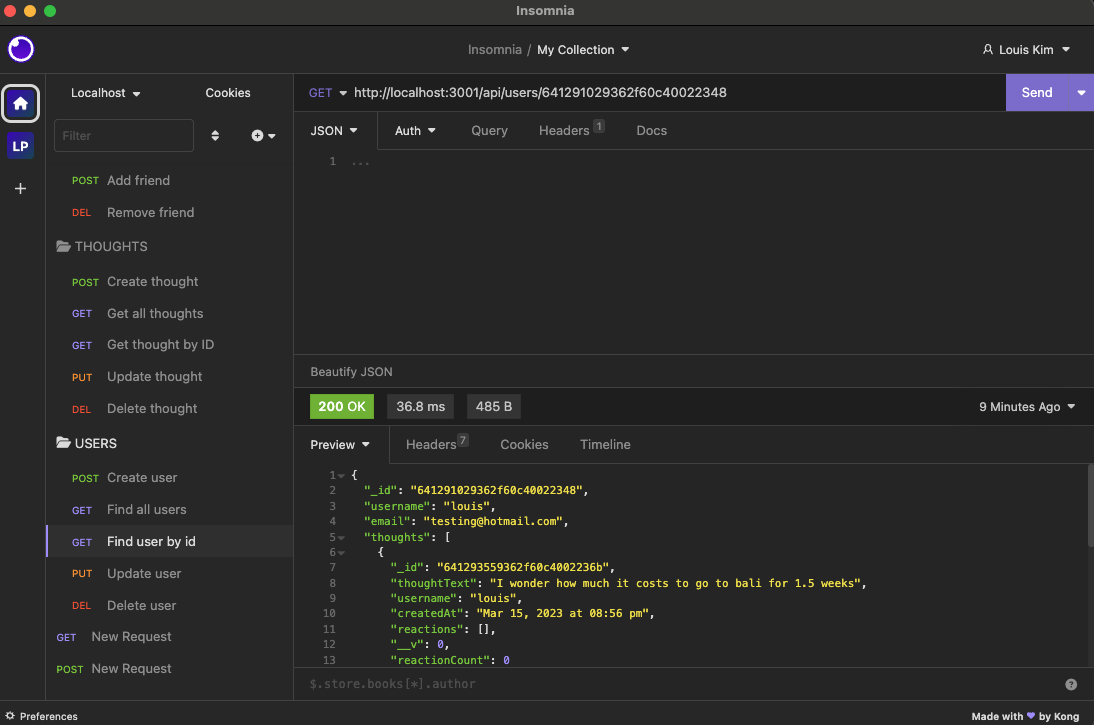 Insomnia
Insomnia / My Collection
Louis Kim
Localhost
Cookies
GET http://localhost:3001/api/users/641291029362f60c40022348
Send
Filter
JSON
Auth
Query
Headers 1
Docs
LP
1 ...
POST Add friend
DEL Remove friend
THOUGHTS
POST Create thought
GET Get all thoughts
GET Get thought by ID
PUT Update thought
DEL Delete thought
USERS
POST Create user
GET Find all users
GET Find user by id
PUT Update user
DEL Delete user
GET New Request
POST New Request
Beautify JSON
200 OK
36.8 ms
485 B
9 Minutes Ago
Preview
Headers 7
Cookies
Timeline
1 {
2 "_id": "641291029362f60c40022348",
3 "username": "louis",
4 "email": "testing@hotmail.com",
5 "thoughts": [
6 {
7 "_id": "641293559362f60c4002236b",
8 "thoughtText": "I wonder how much it costs to go to bali for 1.5 weeks",
9 "username": "louis",
10 "createdAt": "Mar 15, 2023 at 08:56 pm",
11 "reactions": [],
12 "__v": 0,
13 "reactionCount": 0
$.store.books[*].author
?
Preferences
Made with ♥ by Kong